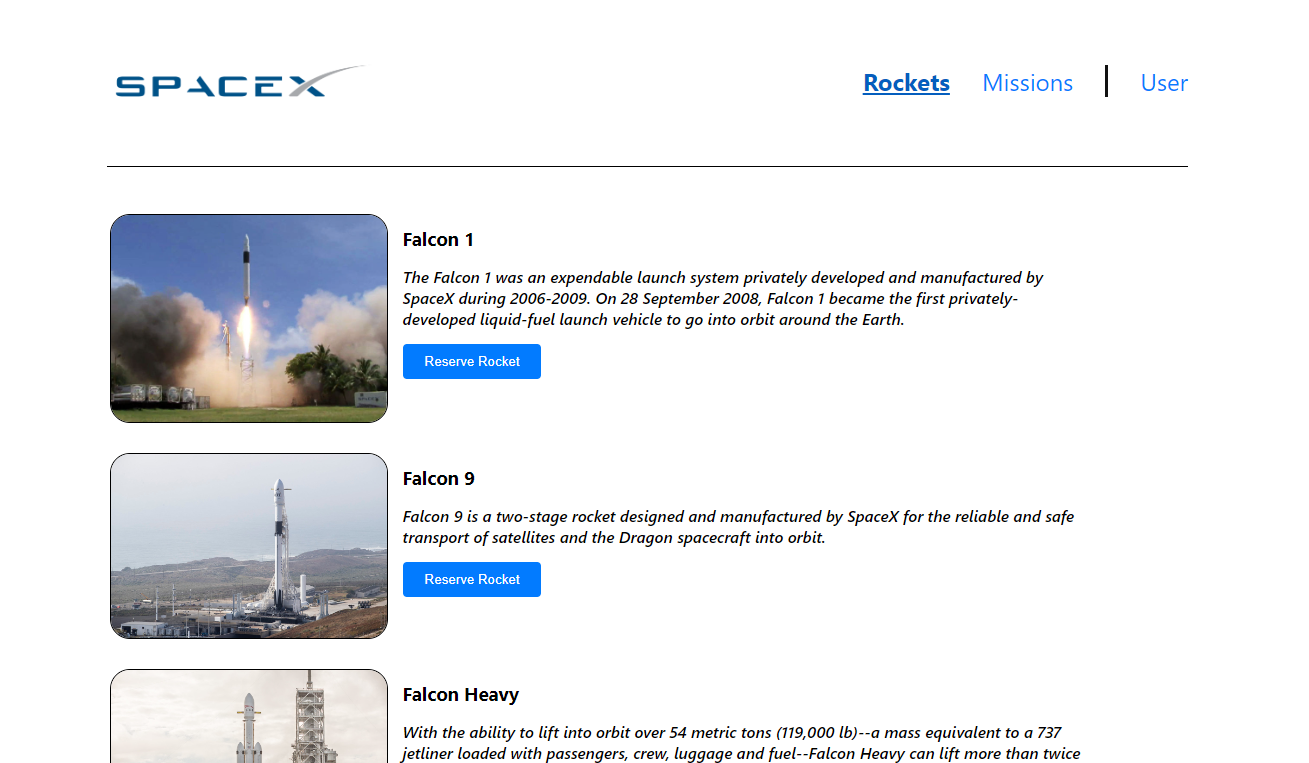 SPACEX
Rockets
Missions
User
Falcon 1
The Falcon 1 was an expendable launch system privately developed and manufactured by
SpaceX during 2006-2009. On 28 September 2008, Falcon 1 became the first privately-
developed liquid-fuel launch vehicle to go into orbit around the Earth.
Reserve Rocket
Falcon 9
Falcon 9 is a two-stage rocket designed and manufactured by SpaceX for the reliable and safe
transport of satellites and the Dragon spacecraft into orbit.
Reserve Rocket
Falcon Heavy
With the ability to lift into orbit over 54 metric tons (119,000 lb)--a mass equivalent to a 737
jetliner loaded with passengers, crew, luggage and fuel--Falcon Heavy can lift more than twice